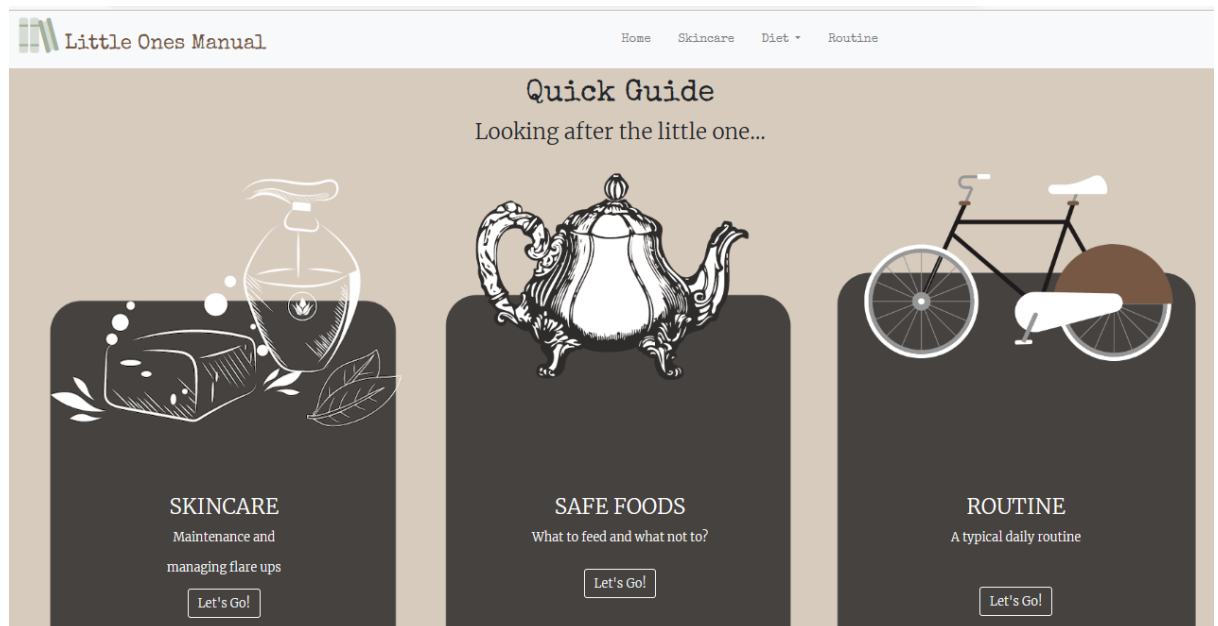 Little Ones Manual
Home Skincare Diet Routine
Quick Guide
Looking after the little one...
SKINCARE
Maintenance and
managing flare ups
Let's Go!
SAFE FOODS
What to feed and what not to?
Let's Go!
ROUTINE
A typical daily routine
Let's Go!